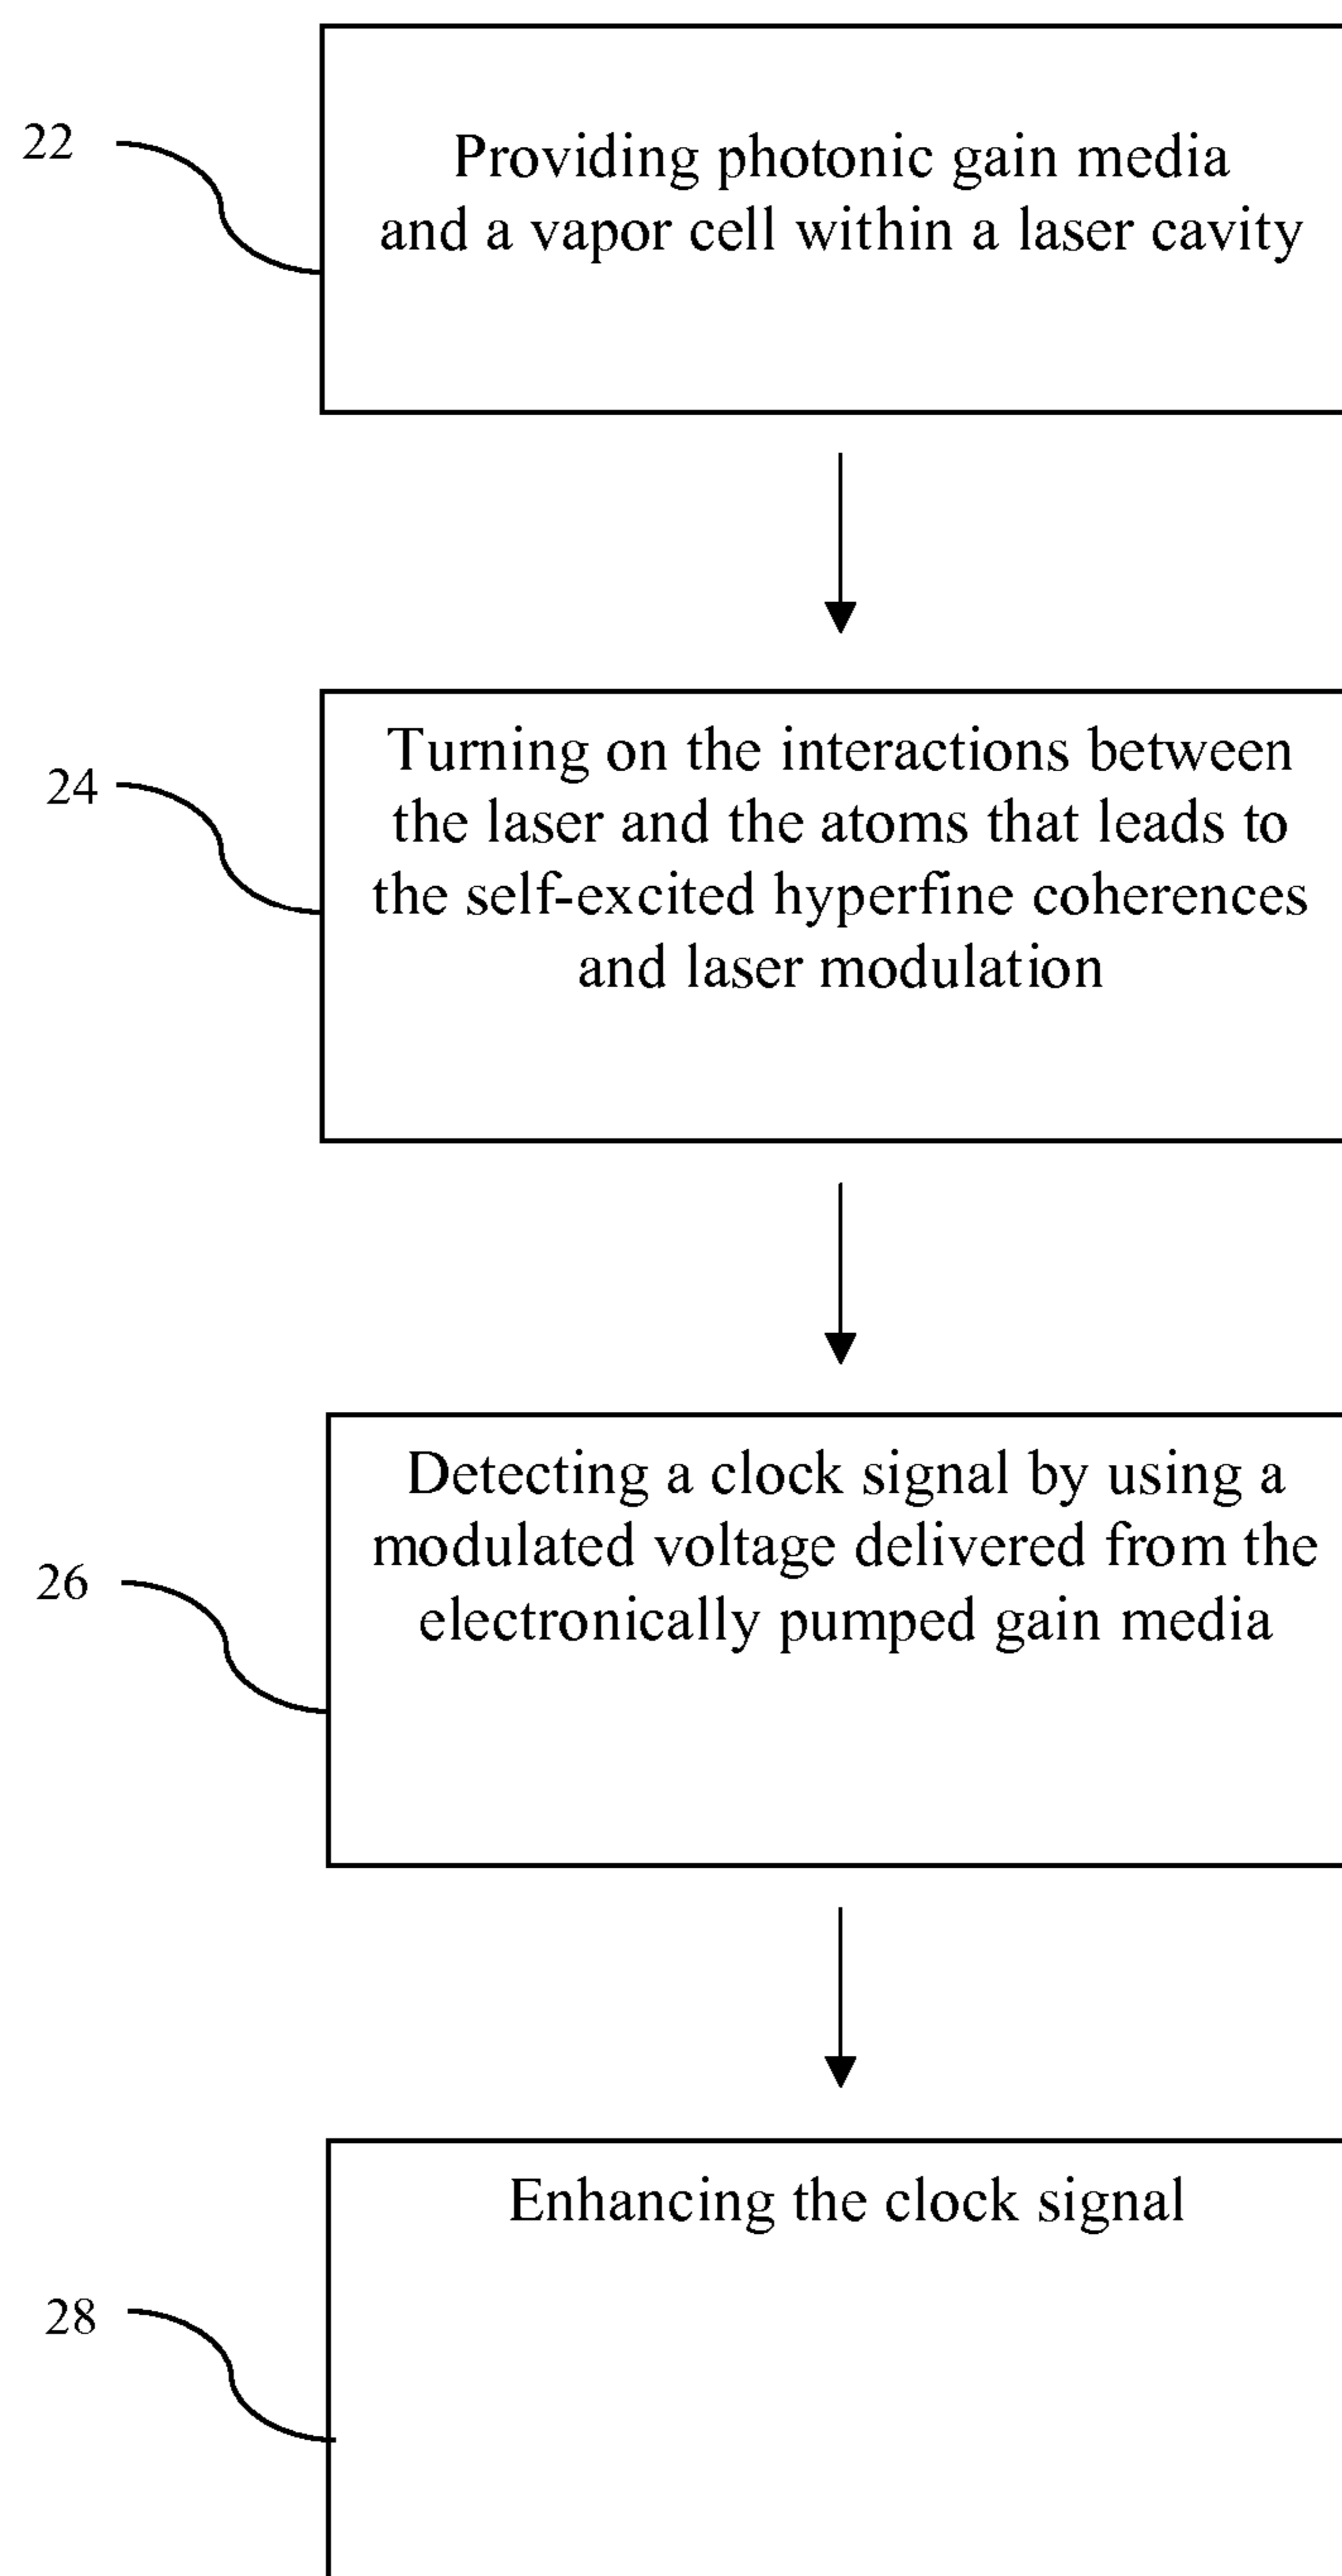 22
Providing photonic gain media
and a vapor cell within a laser cavity
24
Turning on the interactions between
the laser and the atoms that leads to
the self-excited hyperfine coherences
and laser modulation
26
Detecting a clock signal by using a
modulated voltage delivered from the
electronically pumped gain media
28
Enhancing the clock signal